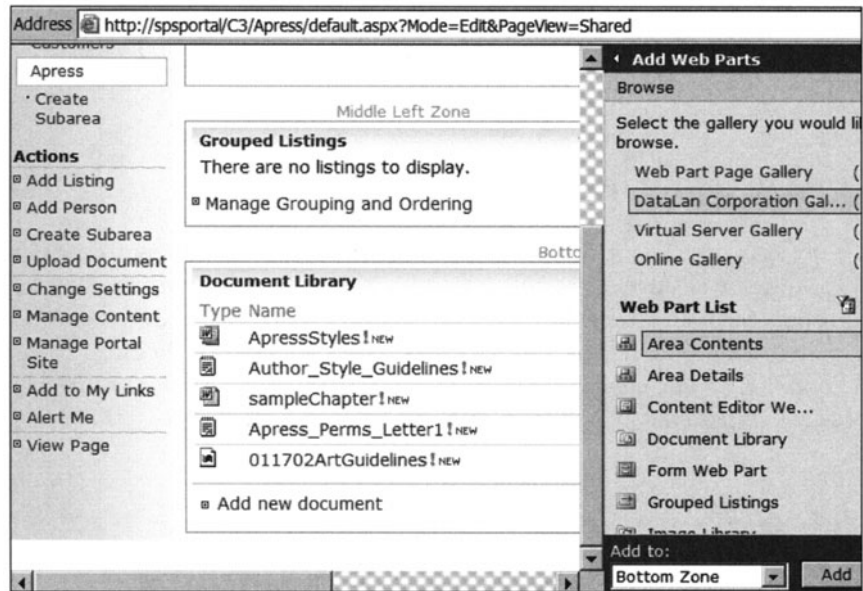 Address http://spsportal/C3/Apress/default.aspx?Mode=Edit&PageView=Shared
Customers
Apress
Create
Subarea
Actions
Add Listing
Add Person
Create Subarea
Upload Document
Change Settings
Manage Content
Manage Portal
Site
Add to My Links
Alert Me
View Page
Middle Left Zone
Grouped Listings
There are no listings to display.
Manage Grouping and Ordering
Document Library
Type Name
ApressStyles ! NEW
Author_Style_Guidelines ! NEW
sampleChapter ! NEW
Apress_Perms_Letter1 ! NEW
011702ArtGuidelines ! NEW
Add new document
Add Web Parts
Browse
Select the gallery you would
browse.
Web Part Page Gallery (
DataLan Corporation Gal... (
Virtual Server Gallery (
Online Gallery (
Web Part List
Area Contents
Area Details
Content Editor We...
Document Library
Form Web Part
Grouped Listings
Image Library
Add to:
Bottom Zone
Add